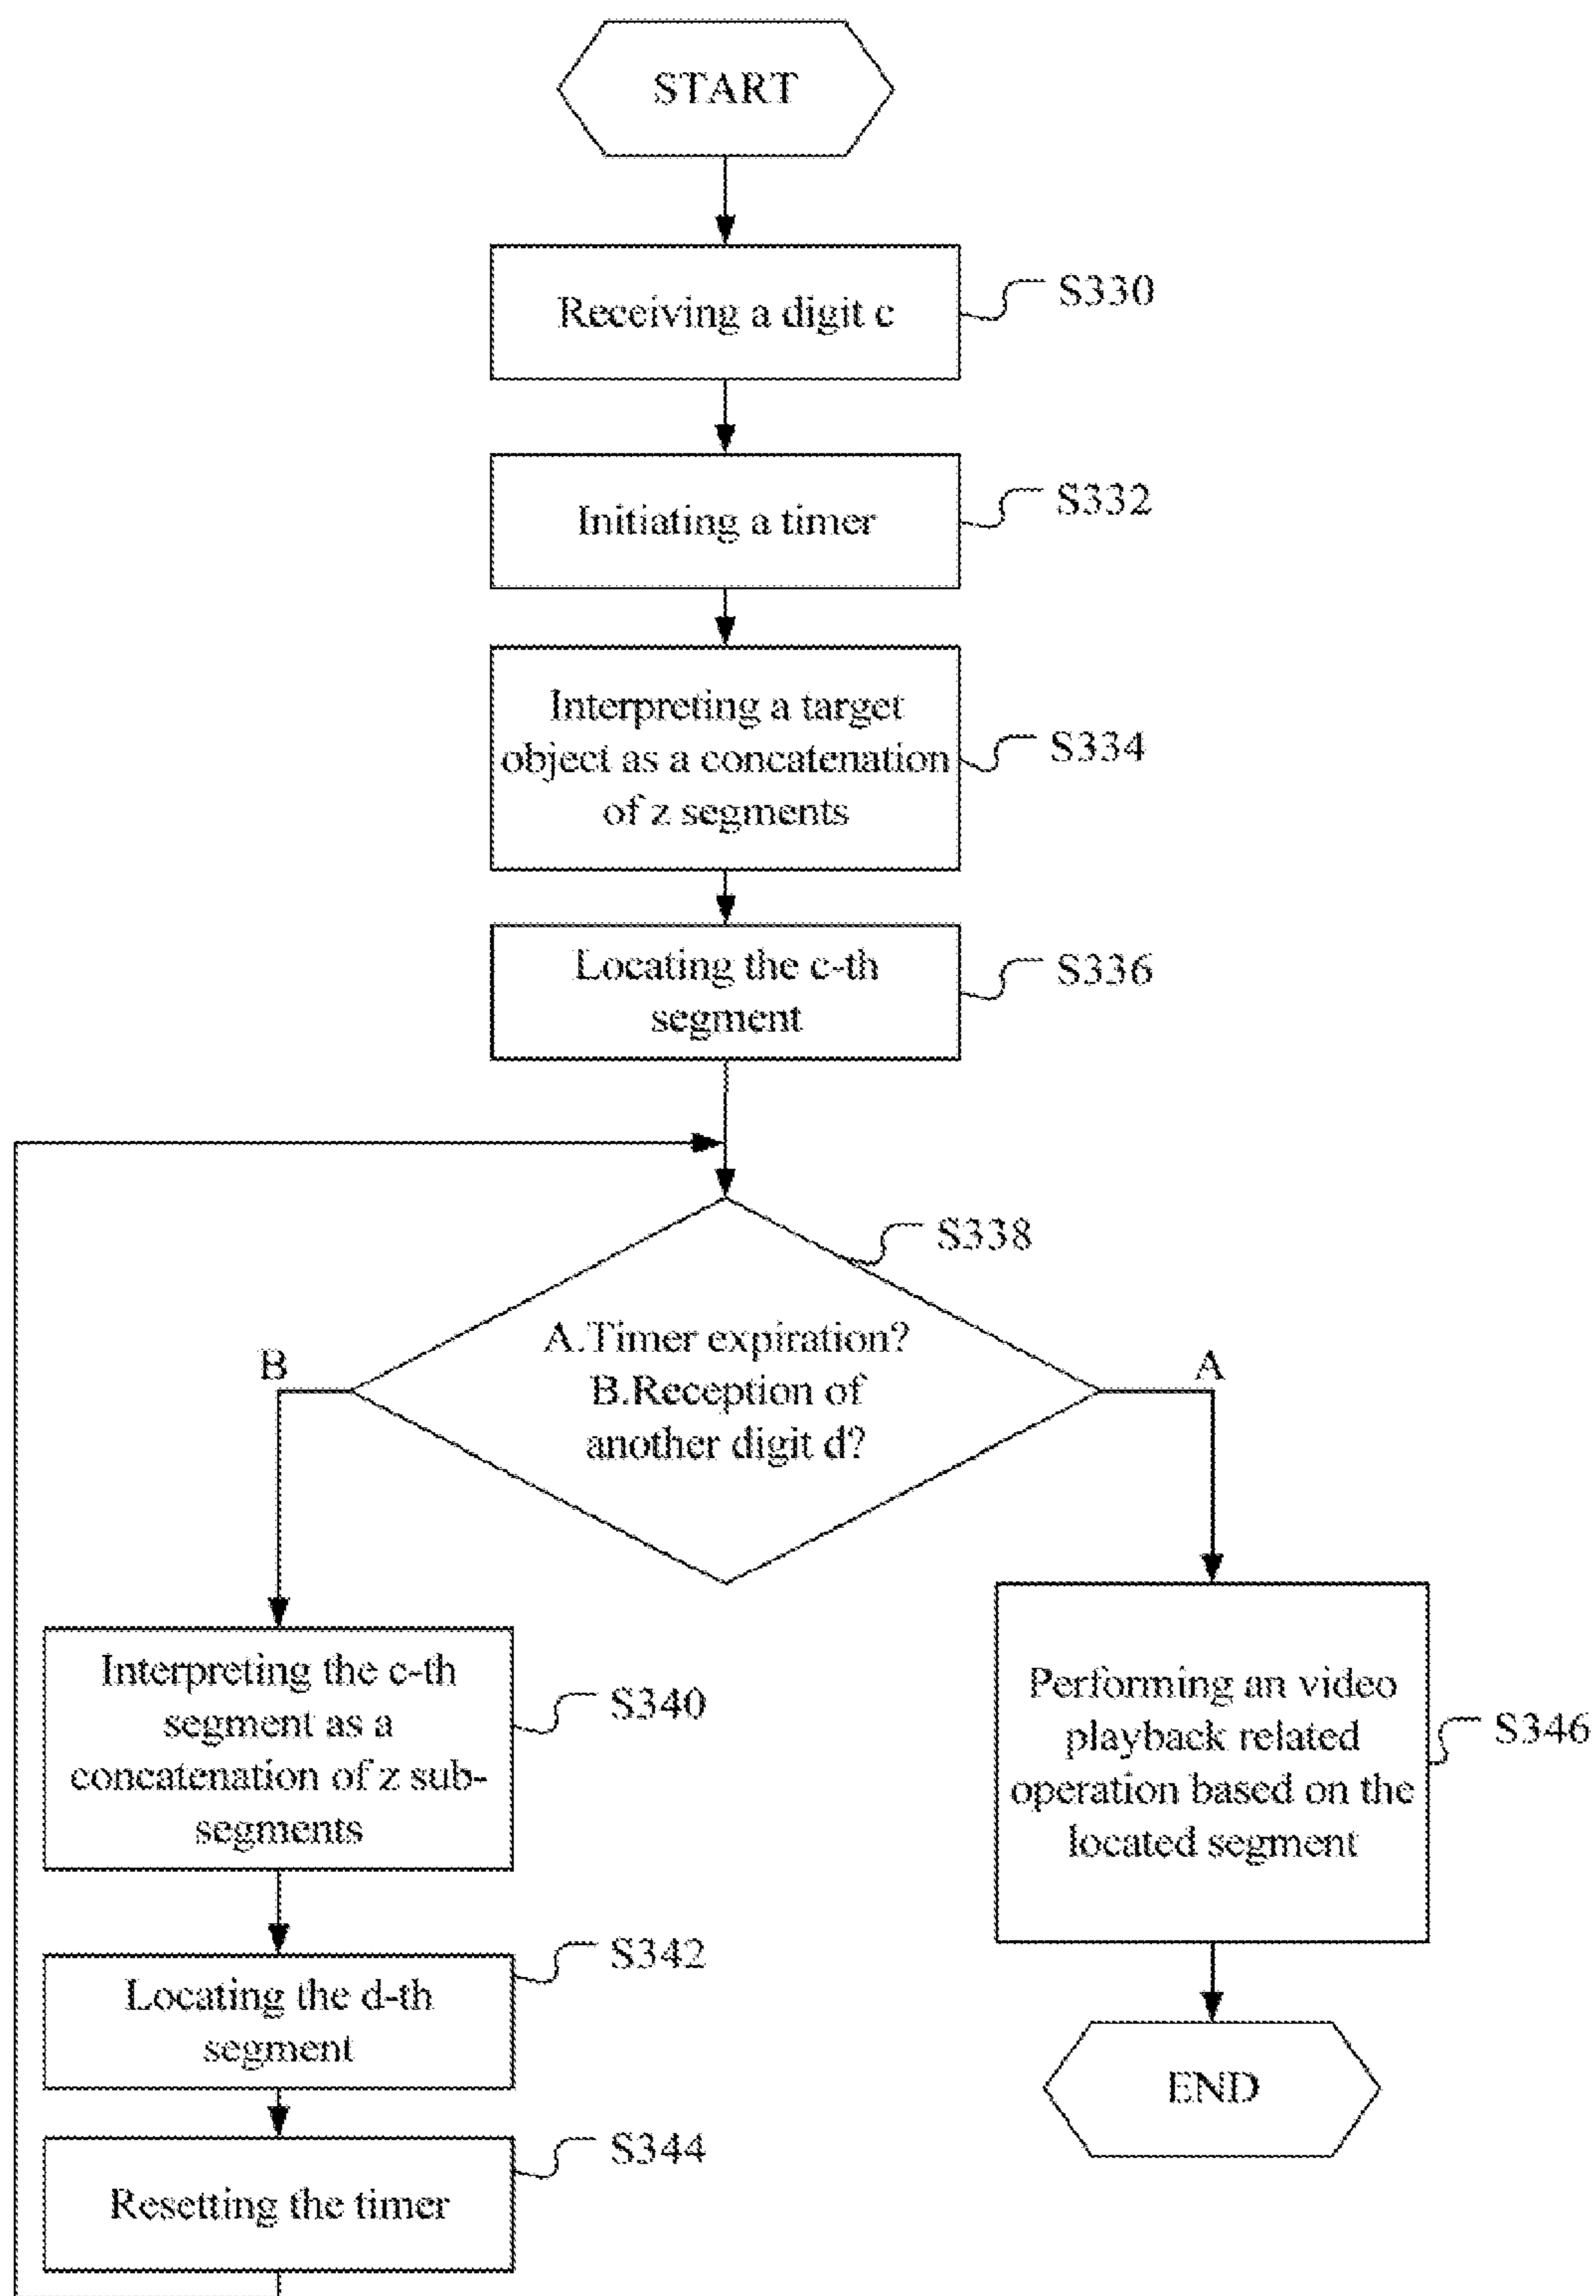 START
Receiving a digit c
S330
Initiating a timer
S332
Interpreting a target
object as a concatenation
of z segments
S334
Locating the c-th
segment
S336
S338
A.Timer expiration?
B.Reception of
another digit d?
B
A
Interpreting the c-th
segment as a
concatenation of z sub-
segments
S340
Performing an video
playback related
operation based on the
located segment
S346
Locating the d-th
segment
S342
END
Resetting the timer
S344